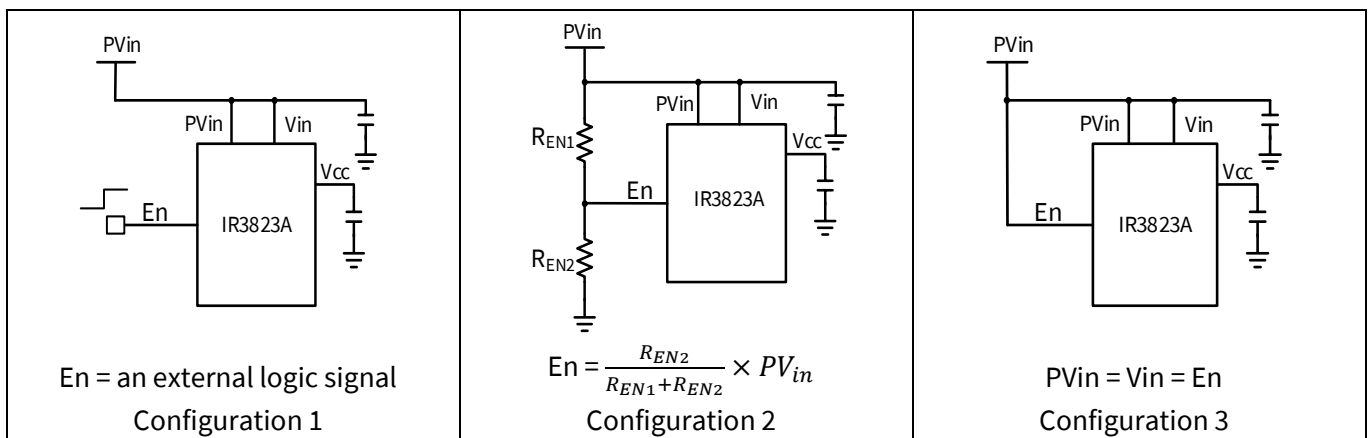 PVin
PVin
Vin
Vcc
En
IR3823A
En = an external logic signal
Configuration 1
PVin
PVin
Vin
REN1
Vcc
En
IR3823A
REN2
En = REN2 / REN1+REN2 × PVin
Configuration 2
PVin
PVin
Vin
Vcc
En
IR3823A
PVin = Vin = En
Configuration 3